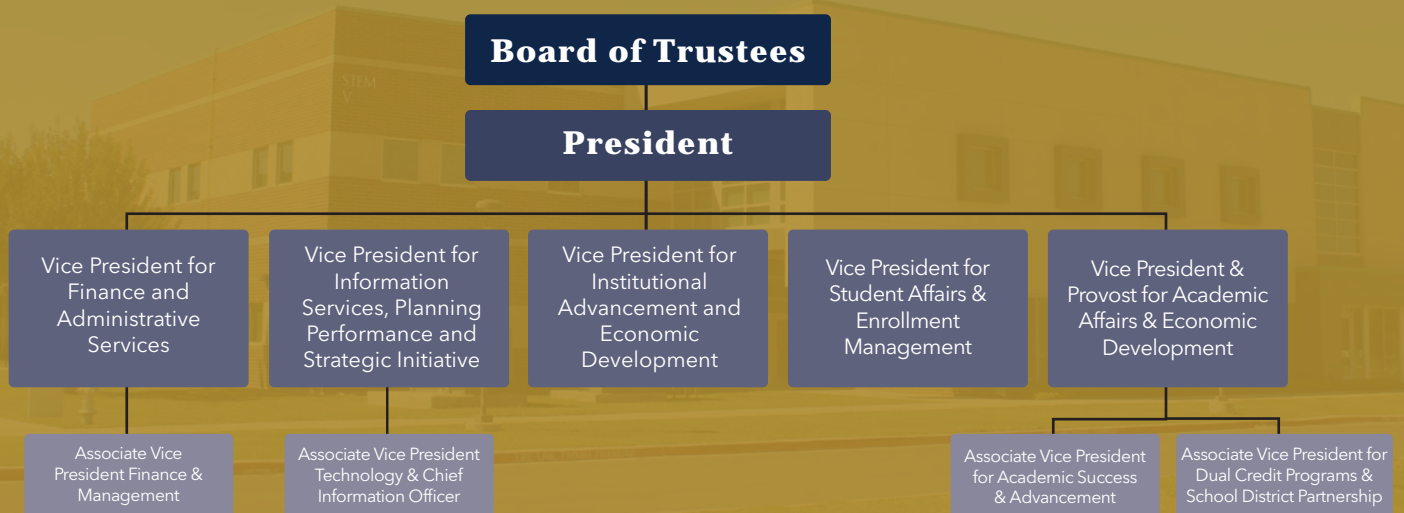 Board of Trustees
STEM
V
President
Vice President for
Finance and
Administrative
Services
Vice President for
Information
Services, Planning
Performance and
Strategic Initiative
Vice President for
Institutional
Advancement and
Economic
Development
Vice President for
Student Affairs &
Enrollment
Management
Vice President &
Provost for Academic
Affairs & Economic
Development
Associate Vice
President Finance &
Management
Associate Vice President
Technology & Chief
Information Officer
Associate Vice President
for Academic Success
& Advancement
Associate Vice President for
Dual Credit Programs &
School District Partnership